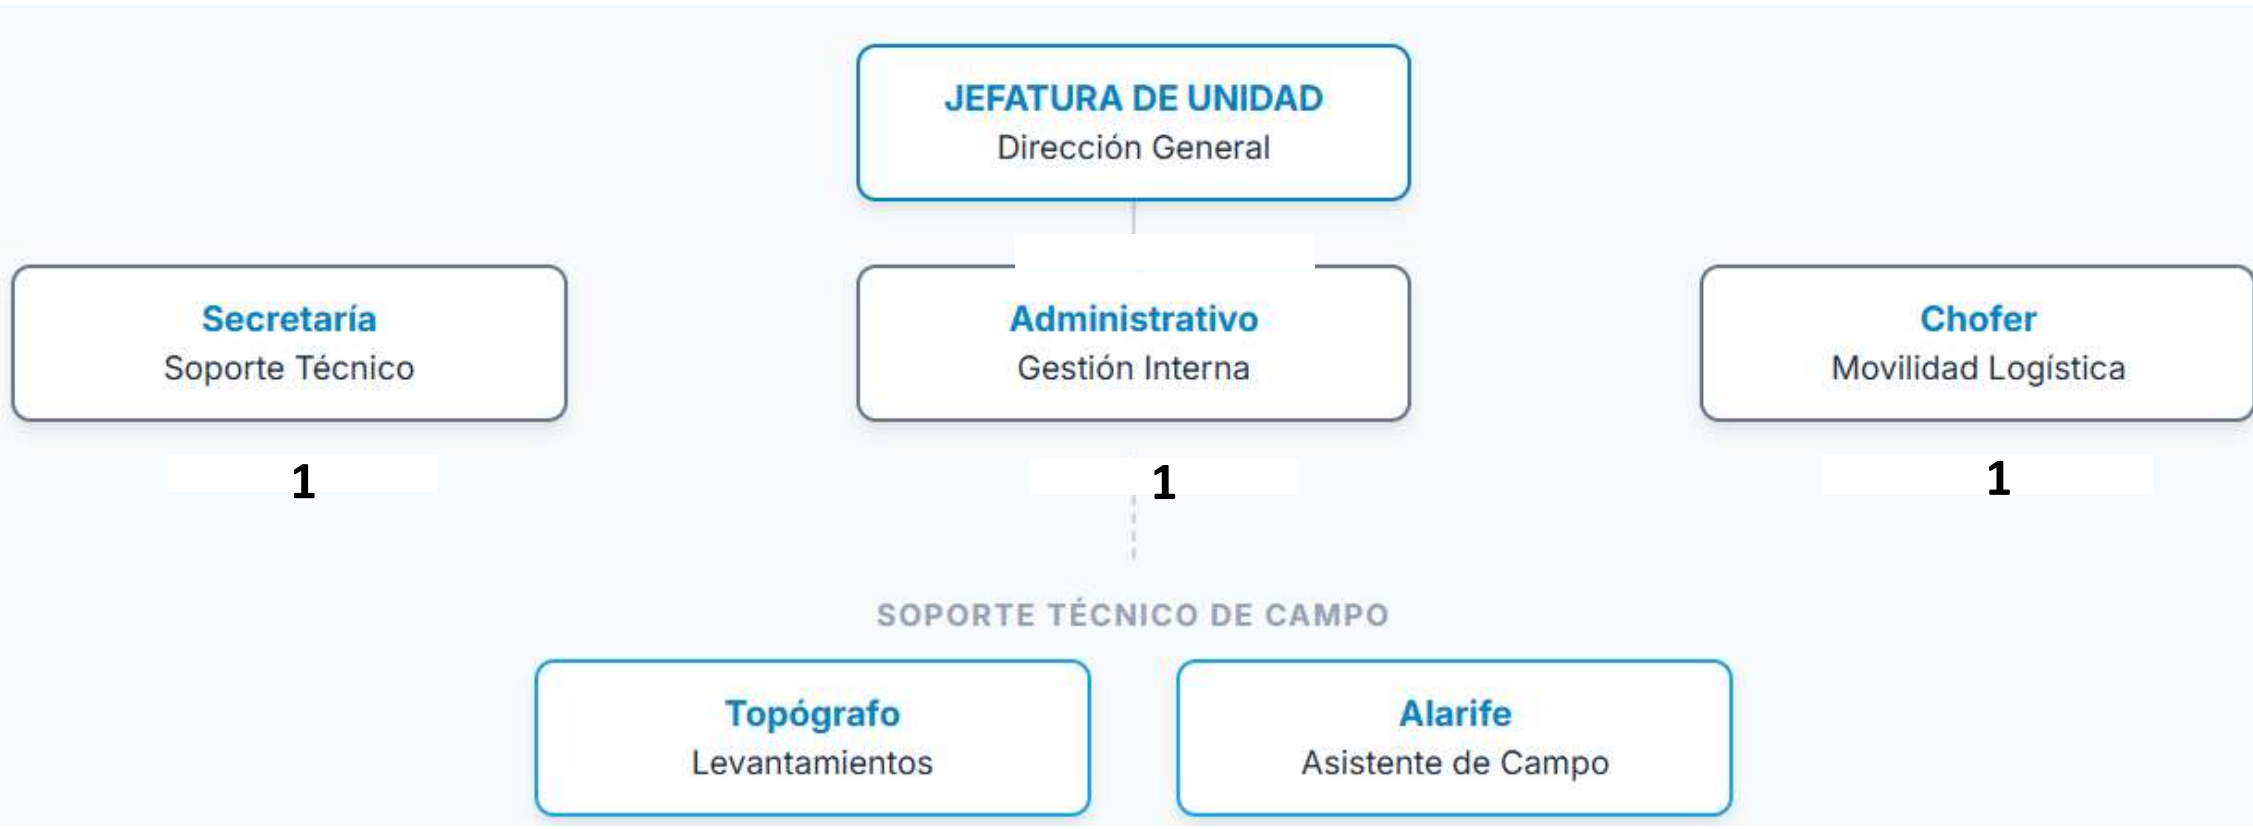 JEFATURA DE UNIDAD
Dirección General
Secretaría
Soporte Técnico
Administrativo
Gestión Interna
Chofer
Movilidad Logística
1
1
1
SOPORTE TÉCNICO DE CAMPO
Topógrafo
Levantamientos
Alarife
Asistente de Campo